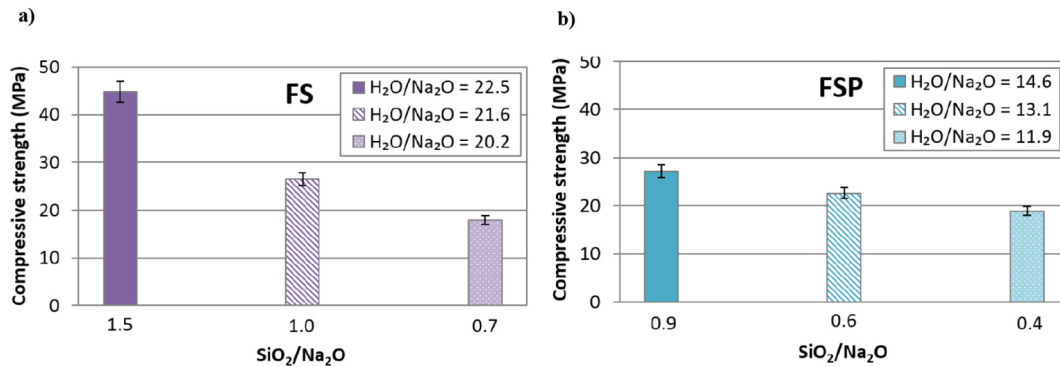 a)
Compressive strength (MPa)
50
40
30
20
10
0
FS
H₂O/Na₂O = 22.5
H₂O/Na₂O = 21.6
H₂O/Na₂O = 20.2
1.5 1.0 0.7
SiO₂/Na₂O
b)
Compressive strength (MPa)
50
40
30
20
10
0
FSP
H₂O/Na₂O = 14.6
H₂O/Na₂O = 13.1
H₂O/Na₂O = 11.9
0.9 0.6 0.4
SiO₂/Na₂O